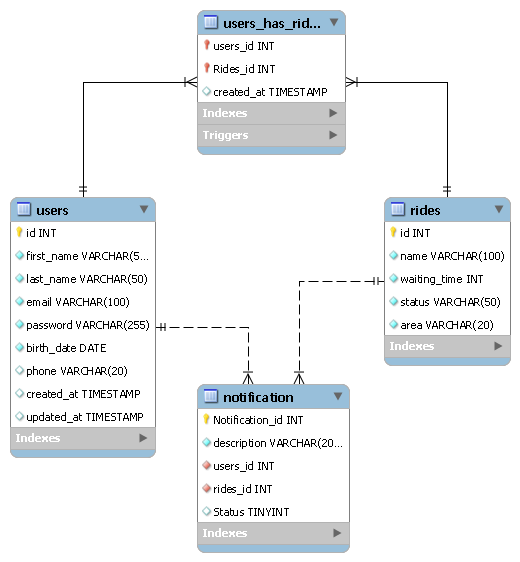 users_has_rid...
users_id INT
Rides_id INT
created_at TIMESTAMP
Indexes
Triggers
users
id INT
first_name VARCHAR(5...
last_name VARCHAR(50)
email VARCHAR(100)
password VARCHAR(255)
birth_date DATE
phone VARCHAR(20)
created_at TIMESTAMP
updated_at TIMESTAMP
Indexes
rides
id INT
name VARCHAR(100)
waiting_time INT
status VARCHAR(50)
area VARCHAR(20)
Indexes
notification
Notification_id INT
description VARCHAR(20...
users_id INT
rides_id INT
Status TINYINT
Indexes